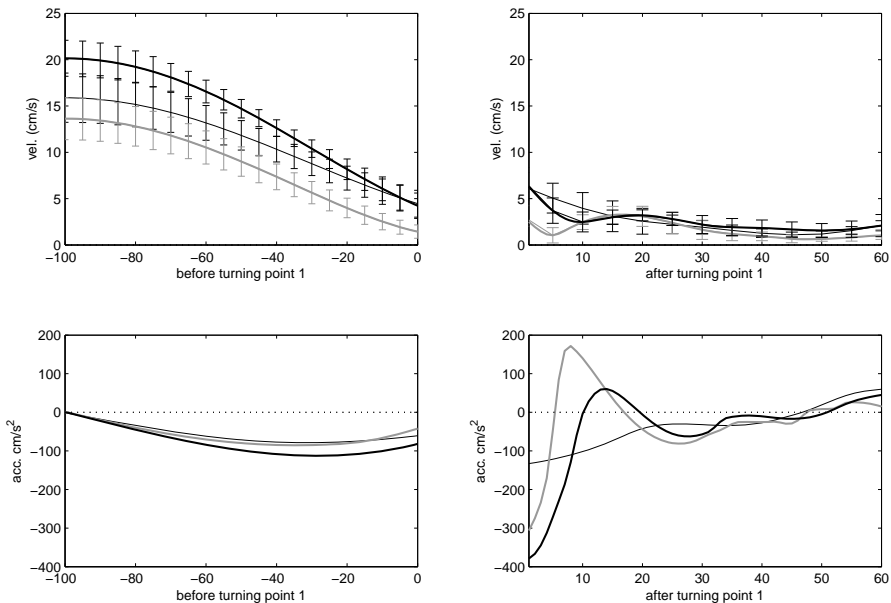 25
20
15
10
5
0
vel. (cm/s)
−100 −80 −60 −40 −20 0
before turning point 1
25
20
15
10
5
0
vel. (cm/s)
10 20 30 40 50 60
after turning point 1
200
100
0
−100
−200
−300
−400
acc. cm/s²
−100 −80 −60 −40 −20 0
before turning point 1
200
100
0
−100
−200
−300
−400
acc. cm/s²
10 20 30 40 50 60
after turning point 1